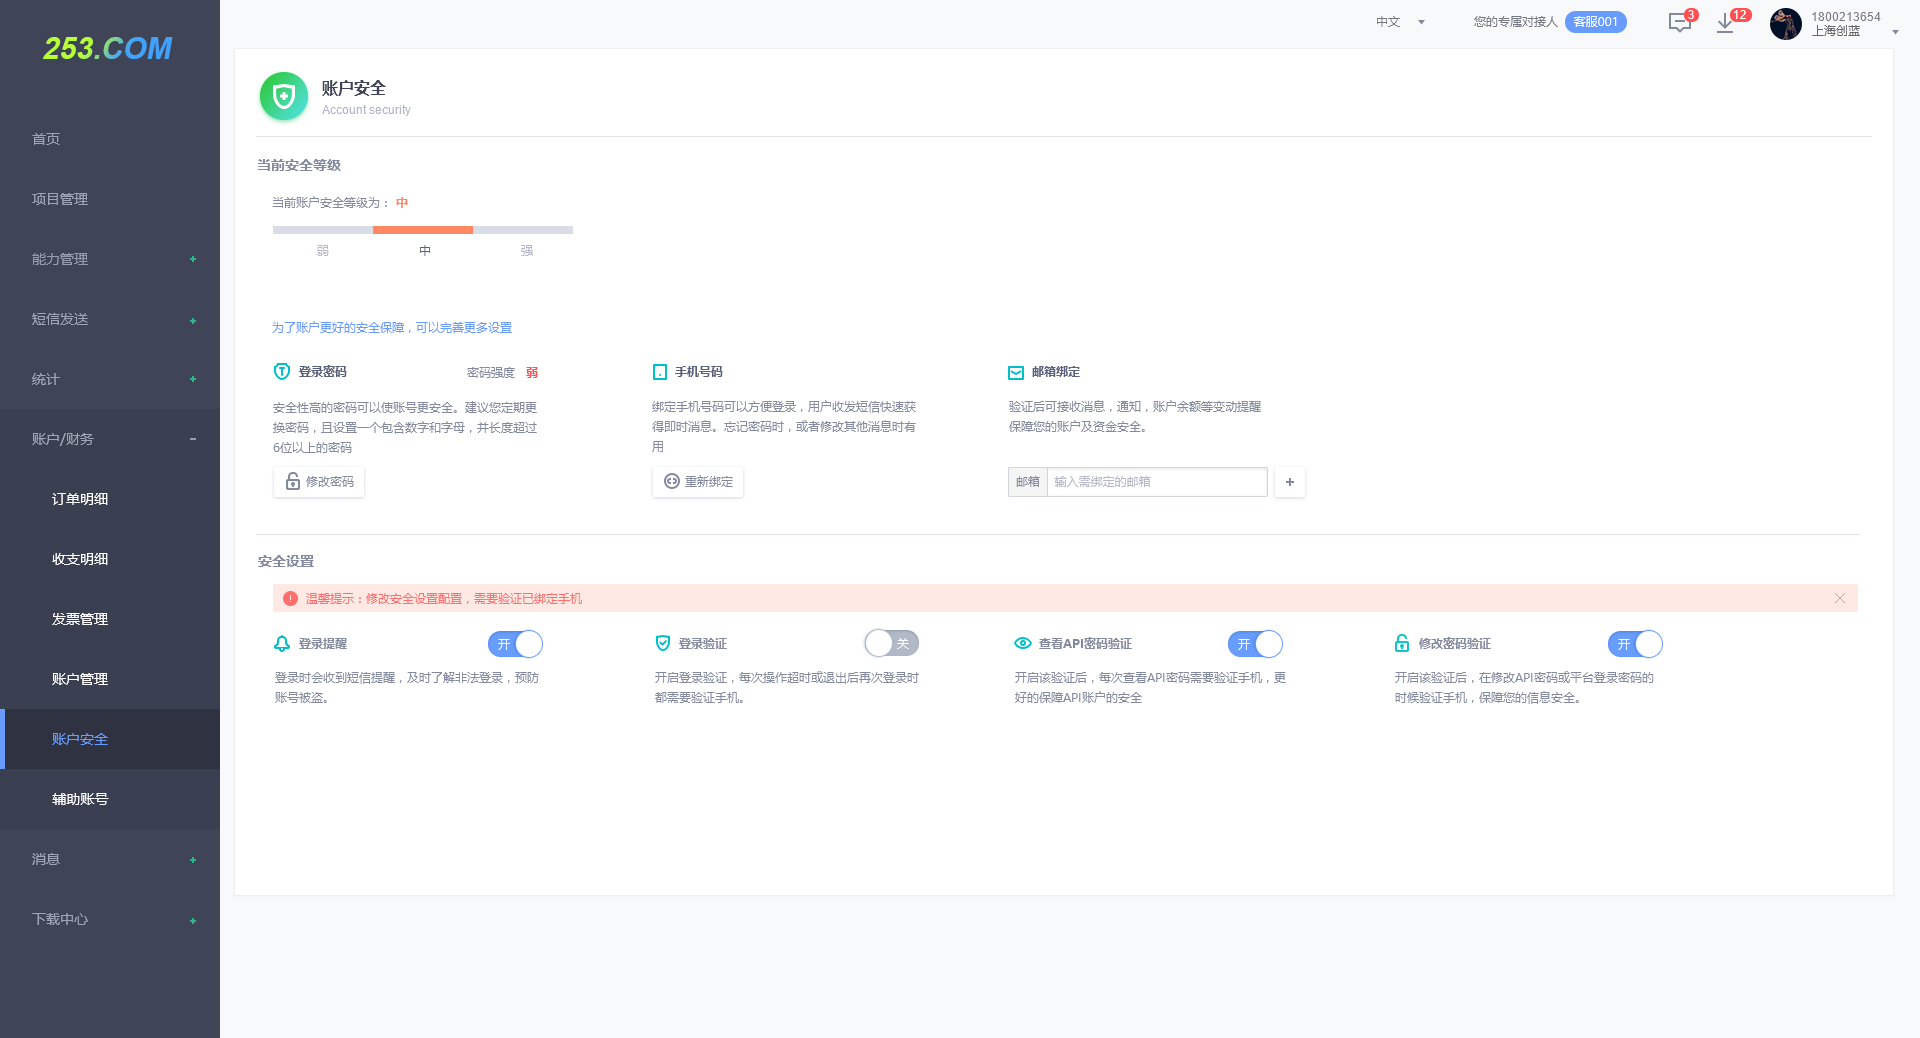 253.COM
中文
您的专属对接人 客服001
3
12
1800213654
上海创蓝
首页
项目管理
能力管理 +
短信发送 +
统计 +
账户/财务 −
订单明细
收支明细
发票管理
账户管理
账户安全
辅助账号
消息 +
下载中心 +
账户安全
Account security
当前安全等级
当前账户安全等级为： 中
弱 中 强
为了账户更好的安全保障，可以完善更多设置
登录密码 密码强度 弱
安全性高的密码可以使账号更安全。建议您定期更
换密码，且设置一个包含数字和字母，并长度超过
6位以上的密码
修改密码
手机号码
绑定手机号码可以方便登录，用户收发短信快速获
得即时消息。忘记密码时，或者修改其他消息时有
用
重新绑定
邮箱绑定
验证后可接收消息，通知，账户余额等变动提醒
保障您的账户及资金安全。
邮箱 输入需绑定的邮箱 +
安全设置
温馨提示：修改安全设置配置，需要验证已绑定手机
登录提醒 开
登录时会收到短信提醒，及时了解非法登录，预防
账号被盗。
登录验证 关
开启登录验证，每次操作超时或退出后再次登录时
都需要验证手机。
查看API密码验证 开
开启该验证后，每次查看API密码需要验证手机，更
好的保障API账户的安全
修改密码验证 开
开启该验证后，在修改API密码或平台登录密码的
时候验证手机，保障您的信息安全。